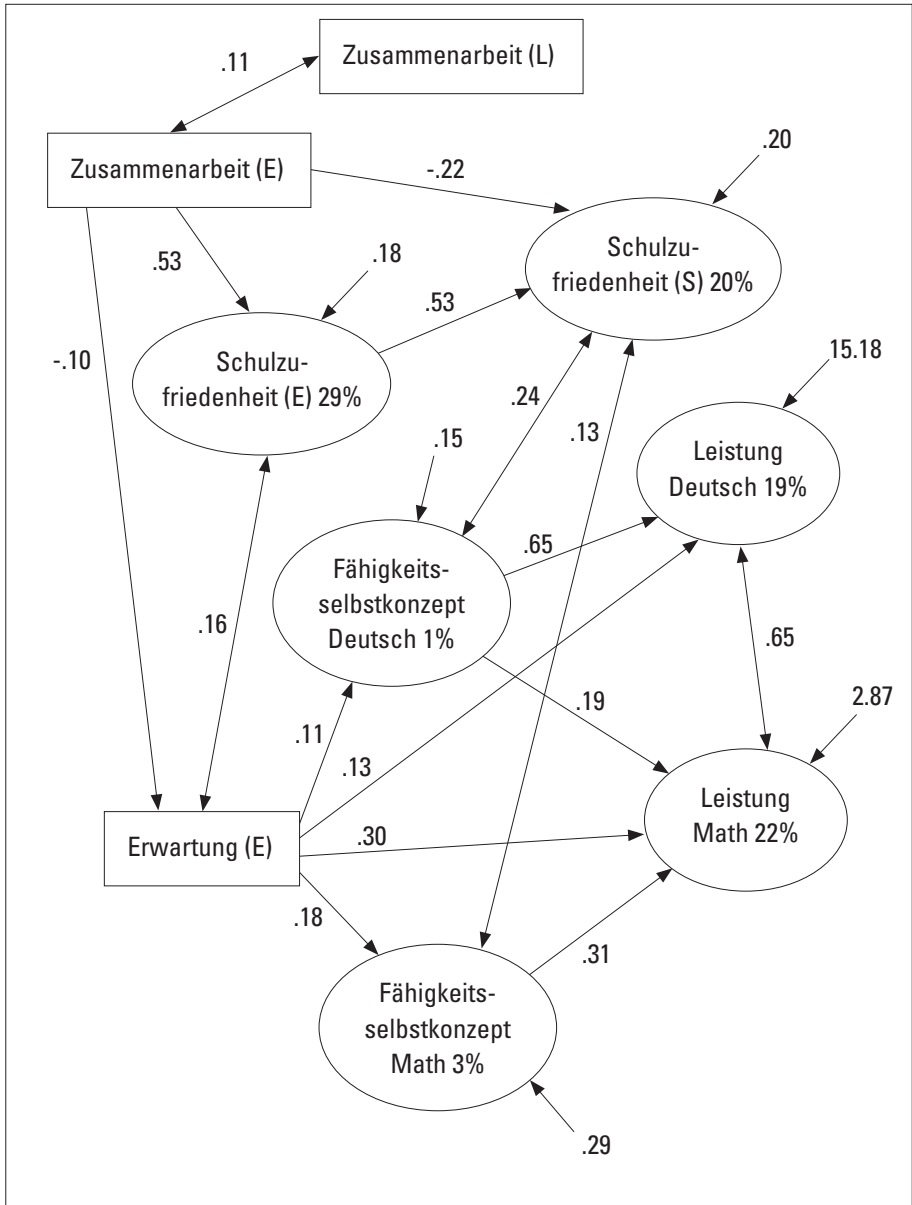 Zusammenarbeit (L)
.11
Zusammenarbeit (E)
-.22
.20
Schulzu-
friedenheit (S) 20%
.53
.18
.53
-.10
Schulzu-
friedenheit (E) 29%
15.18
.24
.13
.15
Leistung
Deutsch 19%
.65
Fähigkeits-
selbstkonzept
Deutsch 1%
.16
.65
.19
2.87
.11
.13
Leistung
Math 22%
Erwartung (E)
.30
.18
.31
Fähigkeits-
selbstkonzept
Math 3%
.29